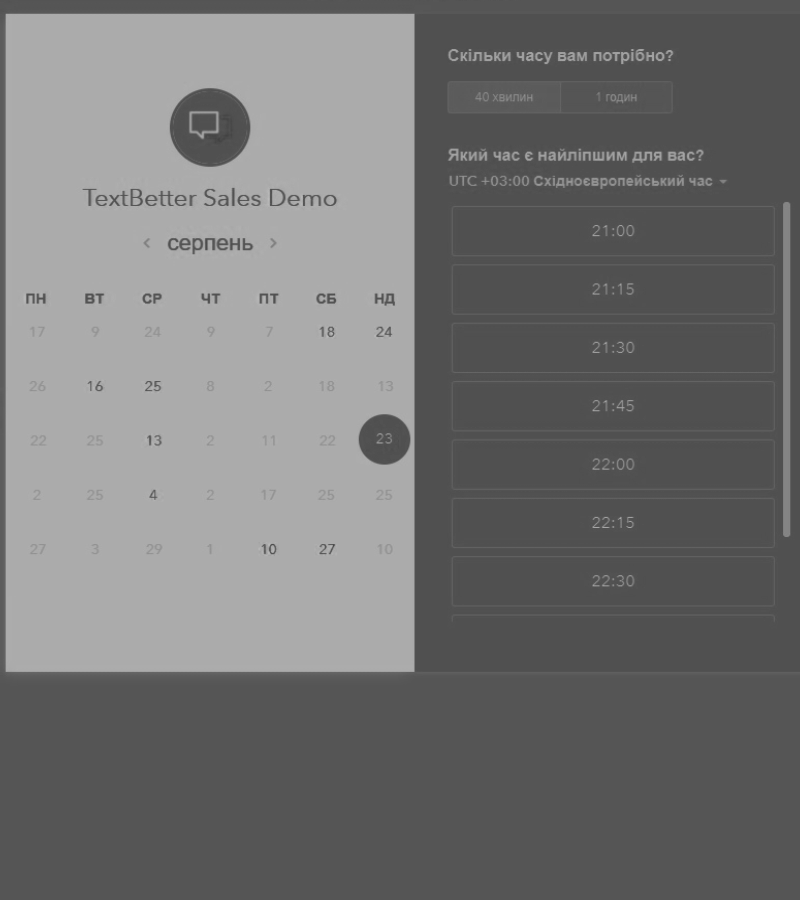 TextBetter Sales Demo
серпень
ПН ВТ СР ЧТ ПТ СБ НД
17 9 24 9 7 18 24
26 16 25 8 2 18 13
22 25 13 2 11 22 23
2 25 4 2 17 25 25
27 3 29 1 10 27 10
Скільки часу вам потрібно?
40 хвилин 1 годин
Який час є найліпшим для вас?
UTC +03:00 Східноєвропейський час
21:00
21:15
21:30
21:45
22:00
22:15
22:30